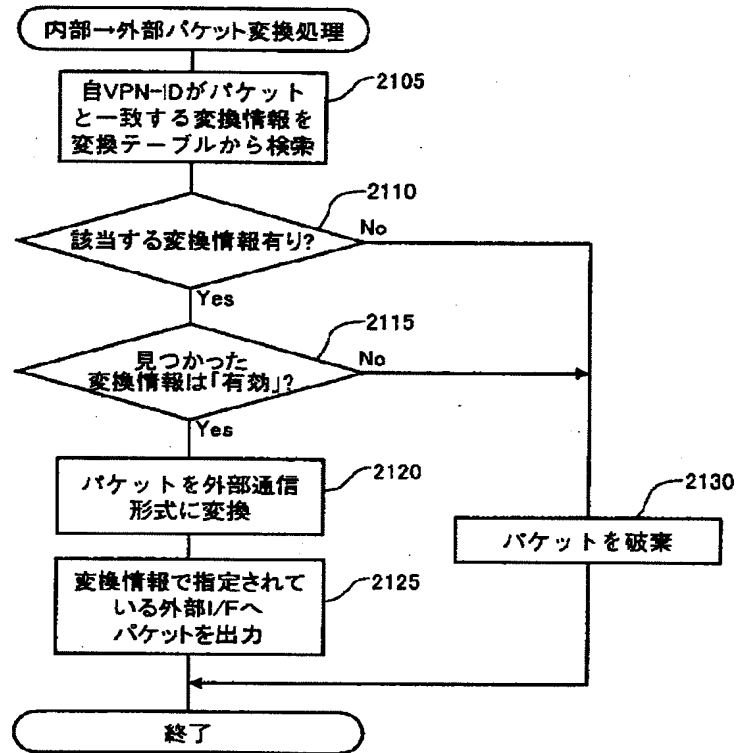 内部→外部パケット変換処理
2105
自VPN-IDがパケット
と一致する変換情報を
変換テーブルから検索
2110
該当する変換情報有り?
No
Yes
2115
見つかった
変換情報は「有効」?
No
Yes
2120
パケットを外部通信
形式に変換
2130
パケットを破棄
2125
変換情報で指定されて
いる外部I/Fへ
パケットを出力
終了